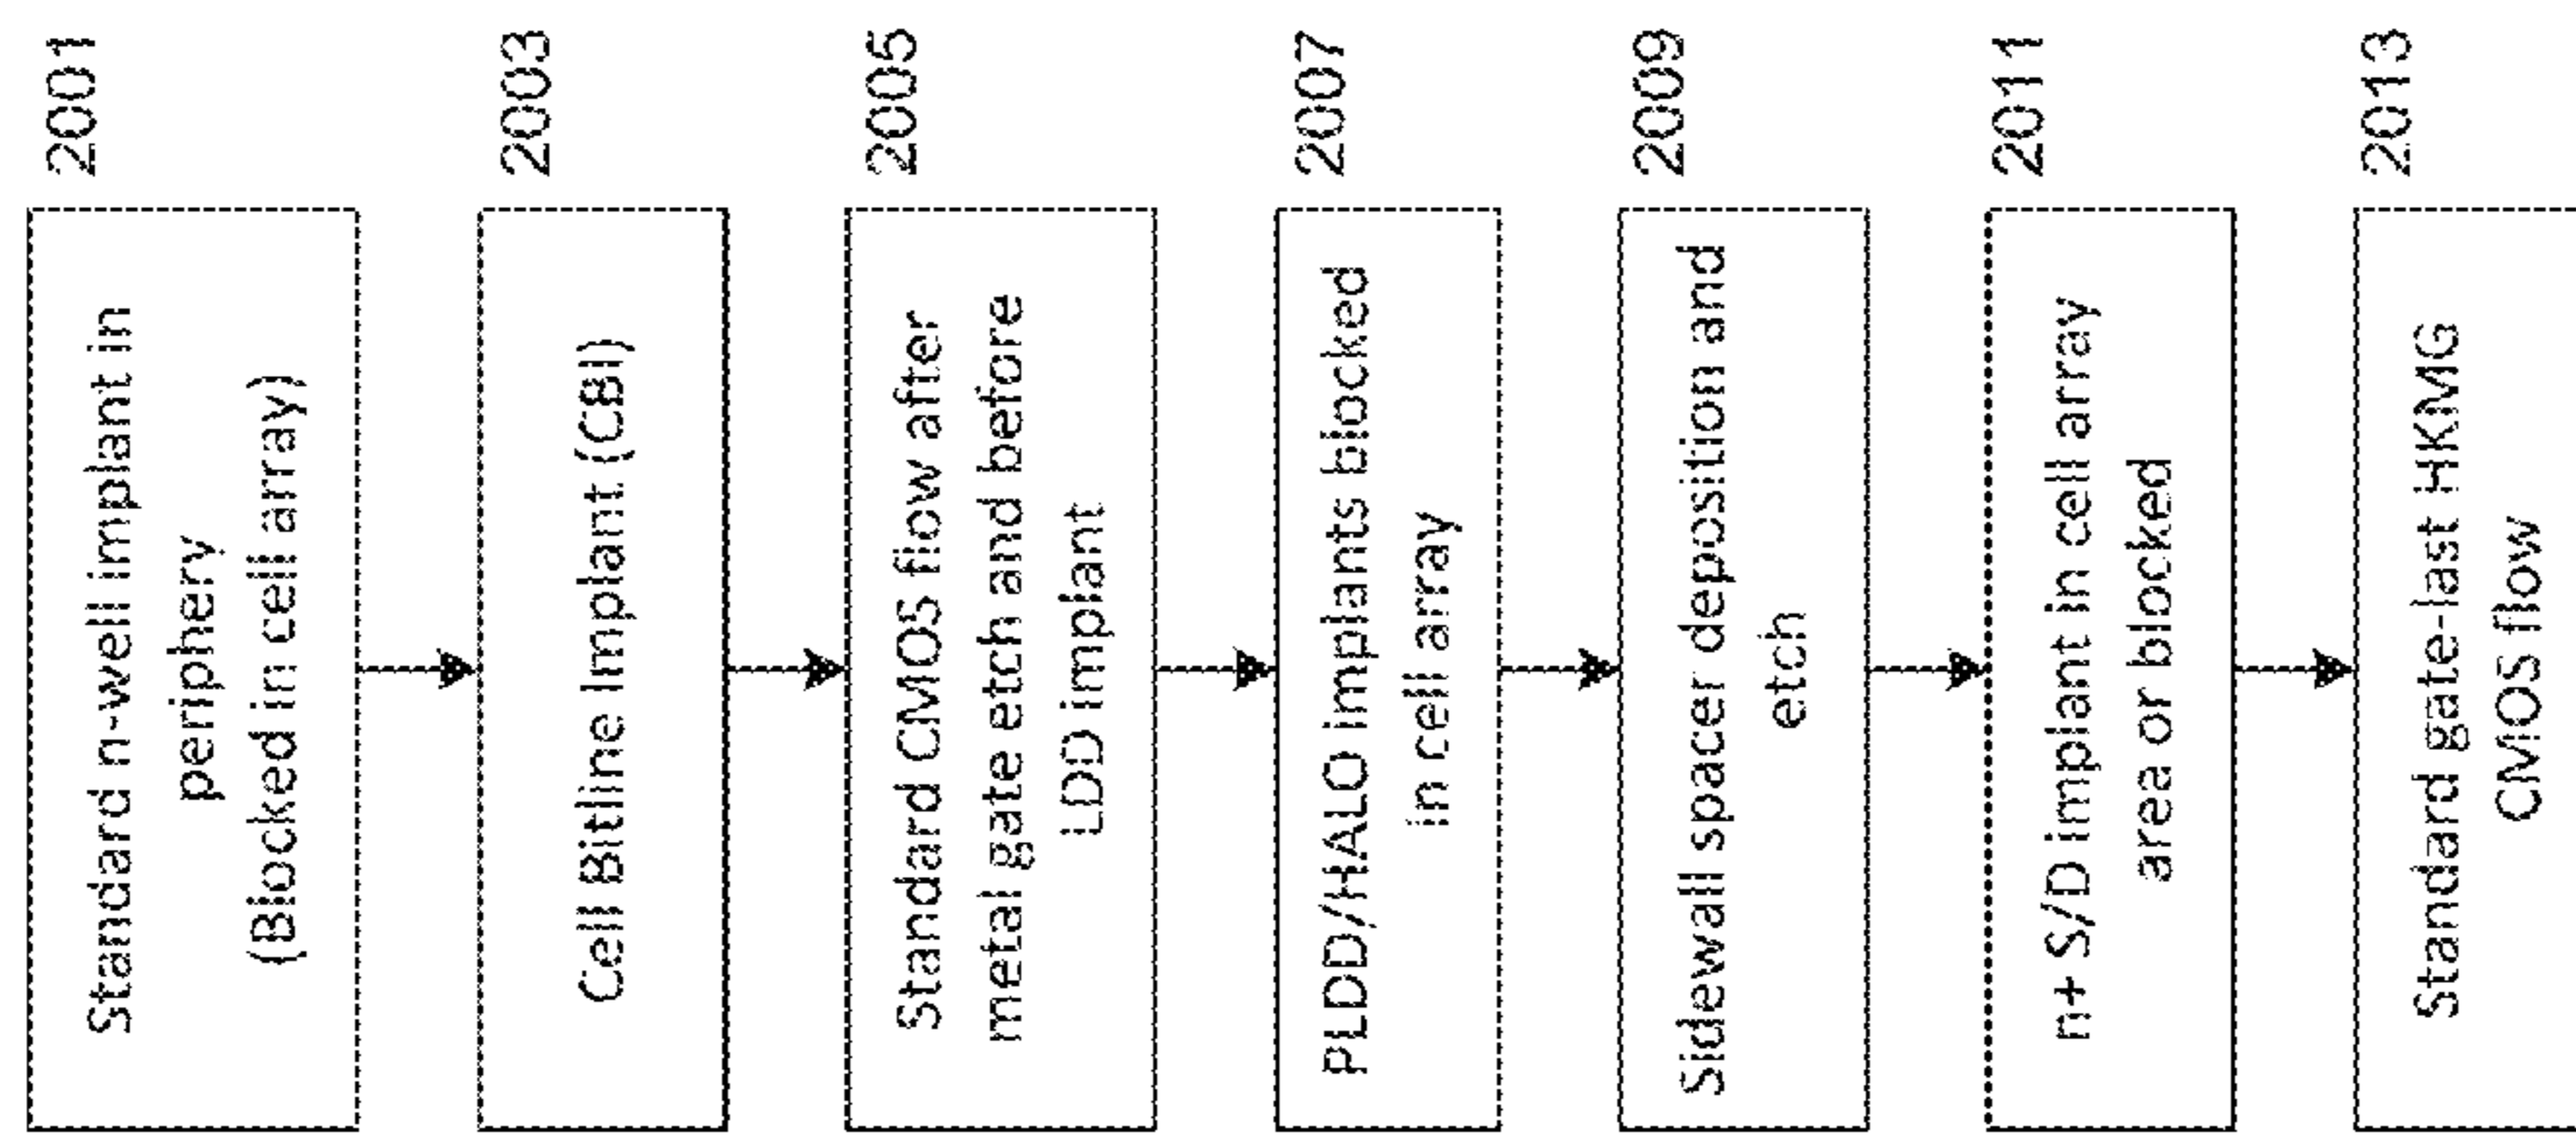 2001
Standard n-well implant in
periphery
(Blocked in cell array)
2003
Cell Bitline Implant (CBI)
2005
Standard CMOS flow after
metal gate etch and before
LDD implant
2007
PLDD/HALO implants blocked
in cell array
2009
Sidewall spacer deposition and
etch
2011
n+ S/D implant in cell array
area or blocked
2013
Standard gate-last HKMG
CMOS flow